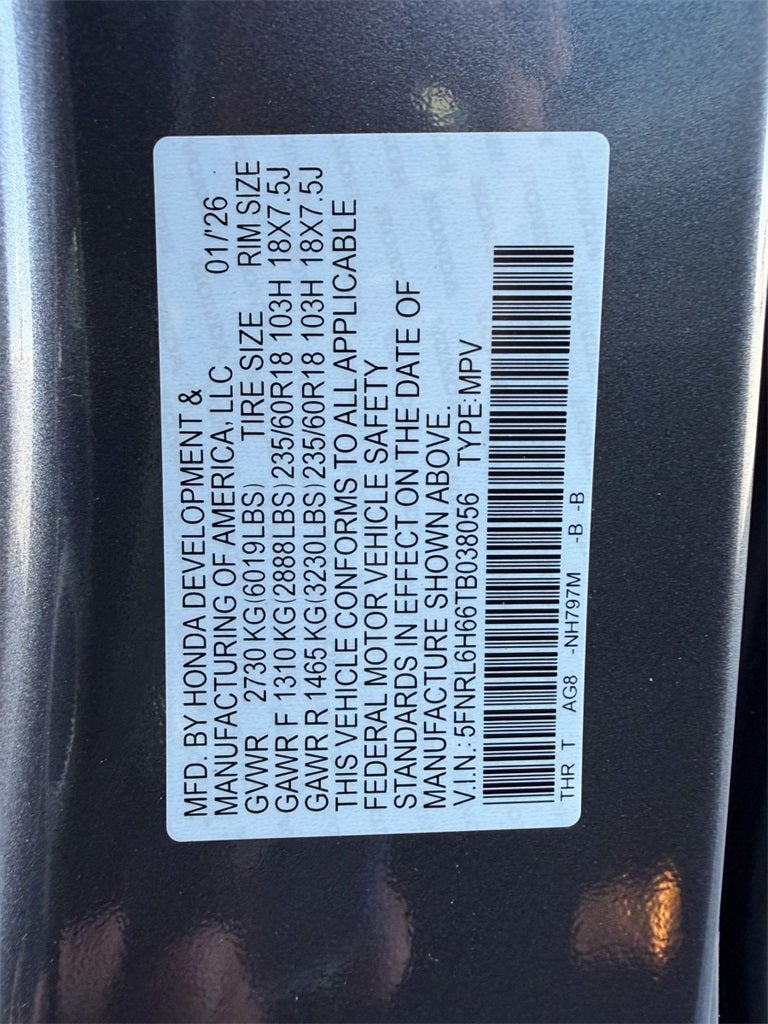 MFD. BY HONDA DEVELOPMENT &
MANUFACTURING OF AMERICA, LLC 01/'26
GVWR 2730 KG(6019LBS) TIRE SIZE RIM SIZE
GAWR F 1310 KG(2888LBS)235/60R18 103H 18X7.5J
GAWR R 1465 KG(3230LBS)235/60R18 103H 18X7.5J
THIS VEHICLE CONFORMS TO ALL APPLICABLE
FEDERAL MOTOR VEHICLE SAFETY
STANDARDS IN EFFECT ON THE DATE OF
MANUFACTURE SHOWN ABOVE.
V.I.N.:5FNRL6H66TB038056 TYPE:MPV
THR T AG8 -NH797M -B -B